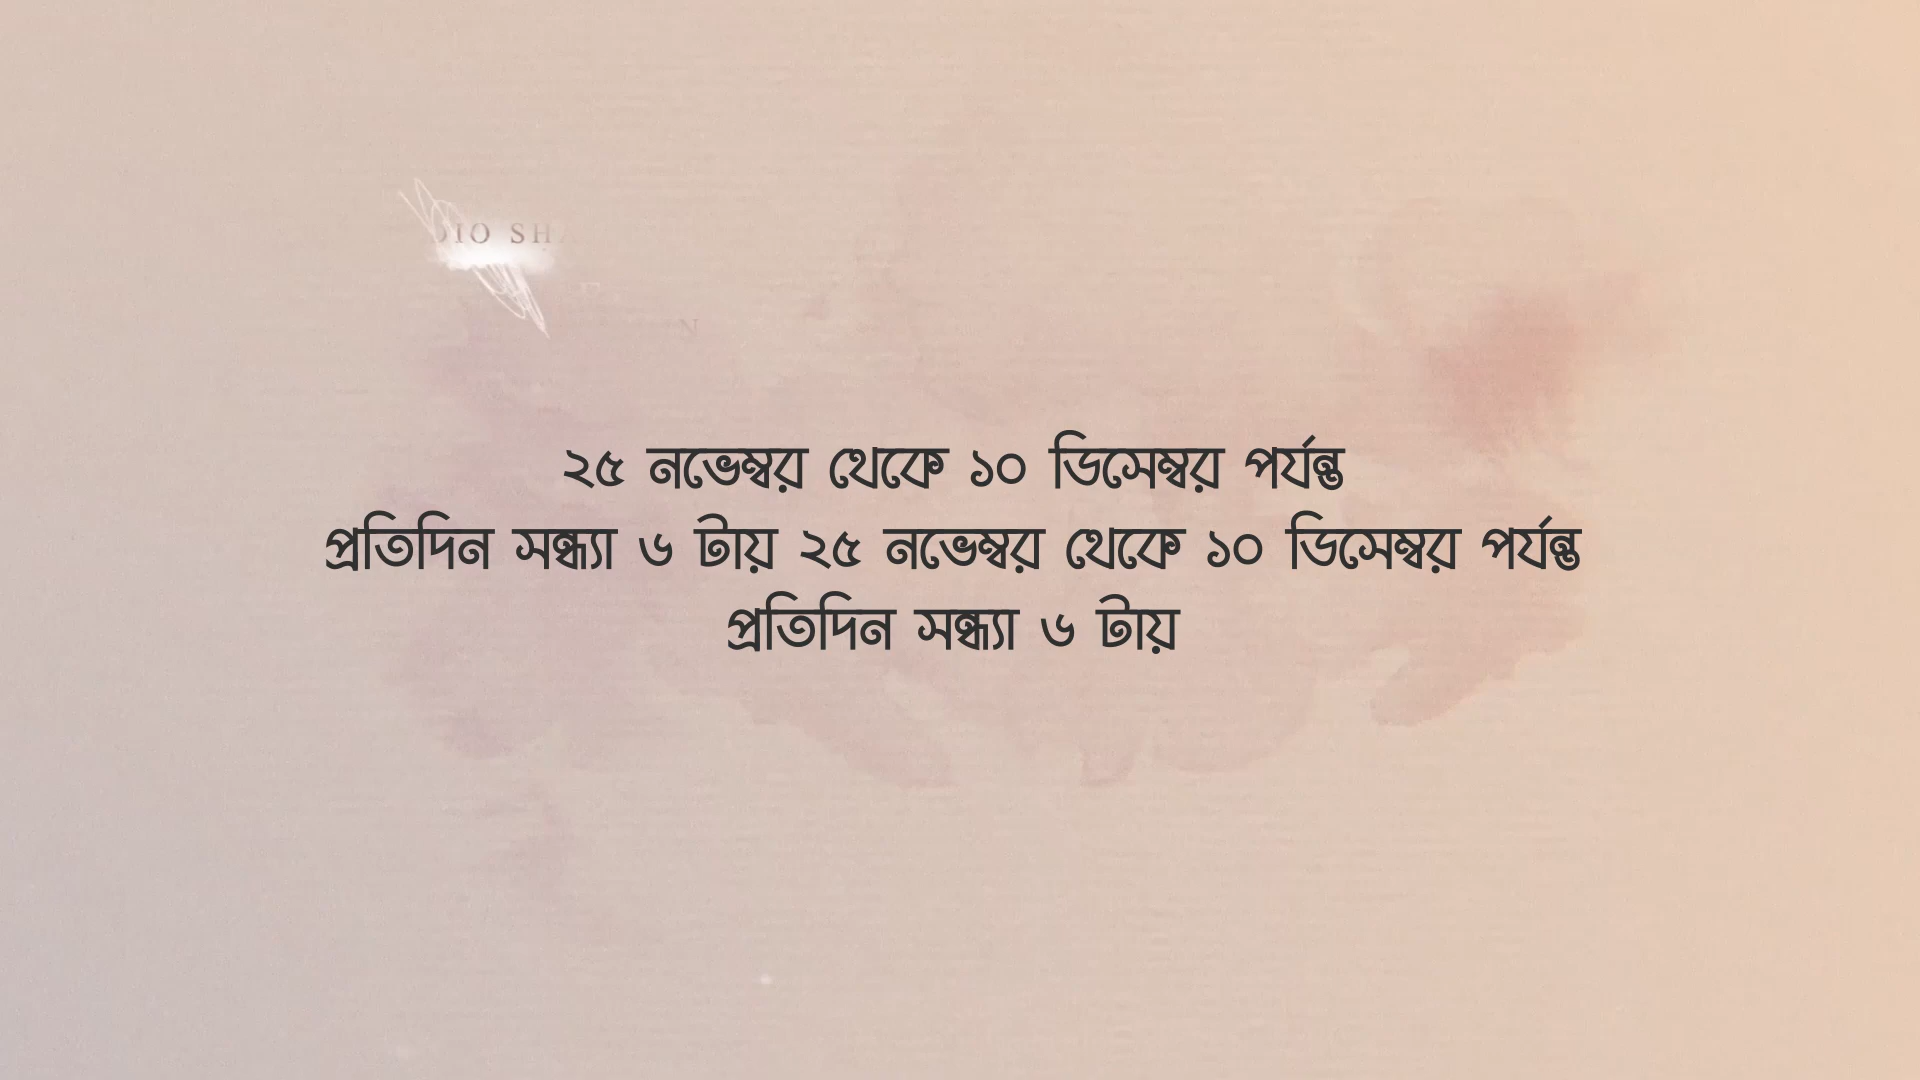 ২৫ নভেম্বর থেকে ১০ ডিসেম্বর পর্যন্ত
প্রতিদিন সন্ধ্যা ৬ টায় ২৫ নভেম্বর থেকে ১০ ডিসেম্বর পর্যন্ত
প্রতিদিন সন্ধ্যা ৬ টায়